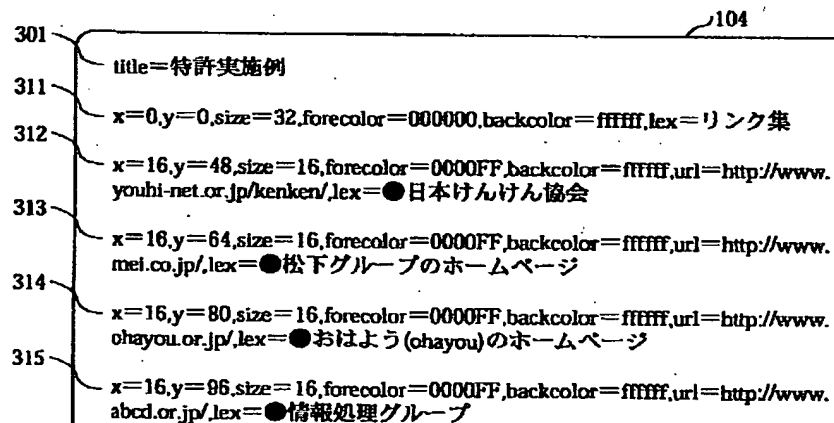 104
301
title=特許実施例
311
x=0,y=0,size=32,forecolor=000000,backcolor=ffffff,lex=リンク集
312
x=16,y=48,size=16,forecolor=0000FF,backcolor=ffffff,url=http://www.
youhi-net.or.jp/kenken/,lex=●日本けんけん協会
313
x=16,y=64,size=16,forecolor=0000FF,backcolor=ffffff,url=http://www.
mei.co.jp/,lex=●松下グループのホームページ
314
x=16,y=80,size=16,forecolor=0000FF,backcolor=ffffff,url=http://www.
ohayou.or.jp/,lex=●おはよう(ohayou)のホームページ
315
x=16,y=96,size=16,forecolor=0000FF,backcolor=ffffff,url=http://www.
abcd.or.jp/,lex=●情報処理グループ